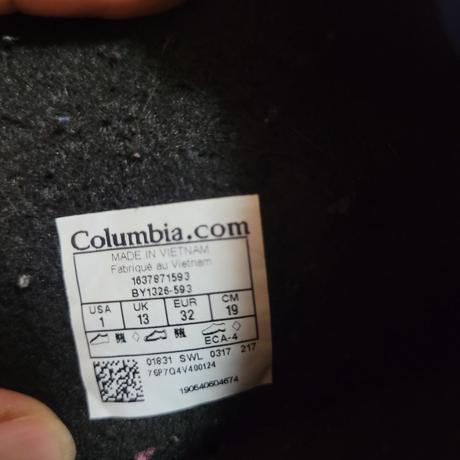 Columbia.com
MADE IN VIETNAM
Fabriqué au Vietnam
1637871593
BY1326-593
USA UK EUR CM
1 13 32 19
ECA-4
01831 SWL 0317 217
76P7Q4V400124
190540604674